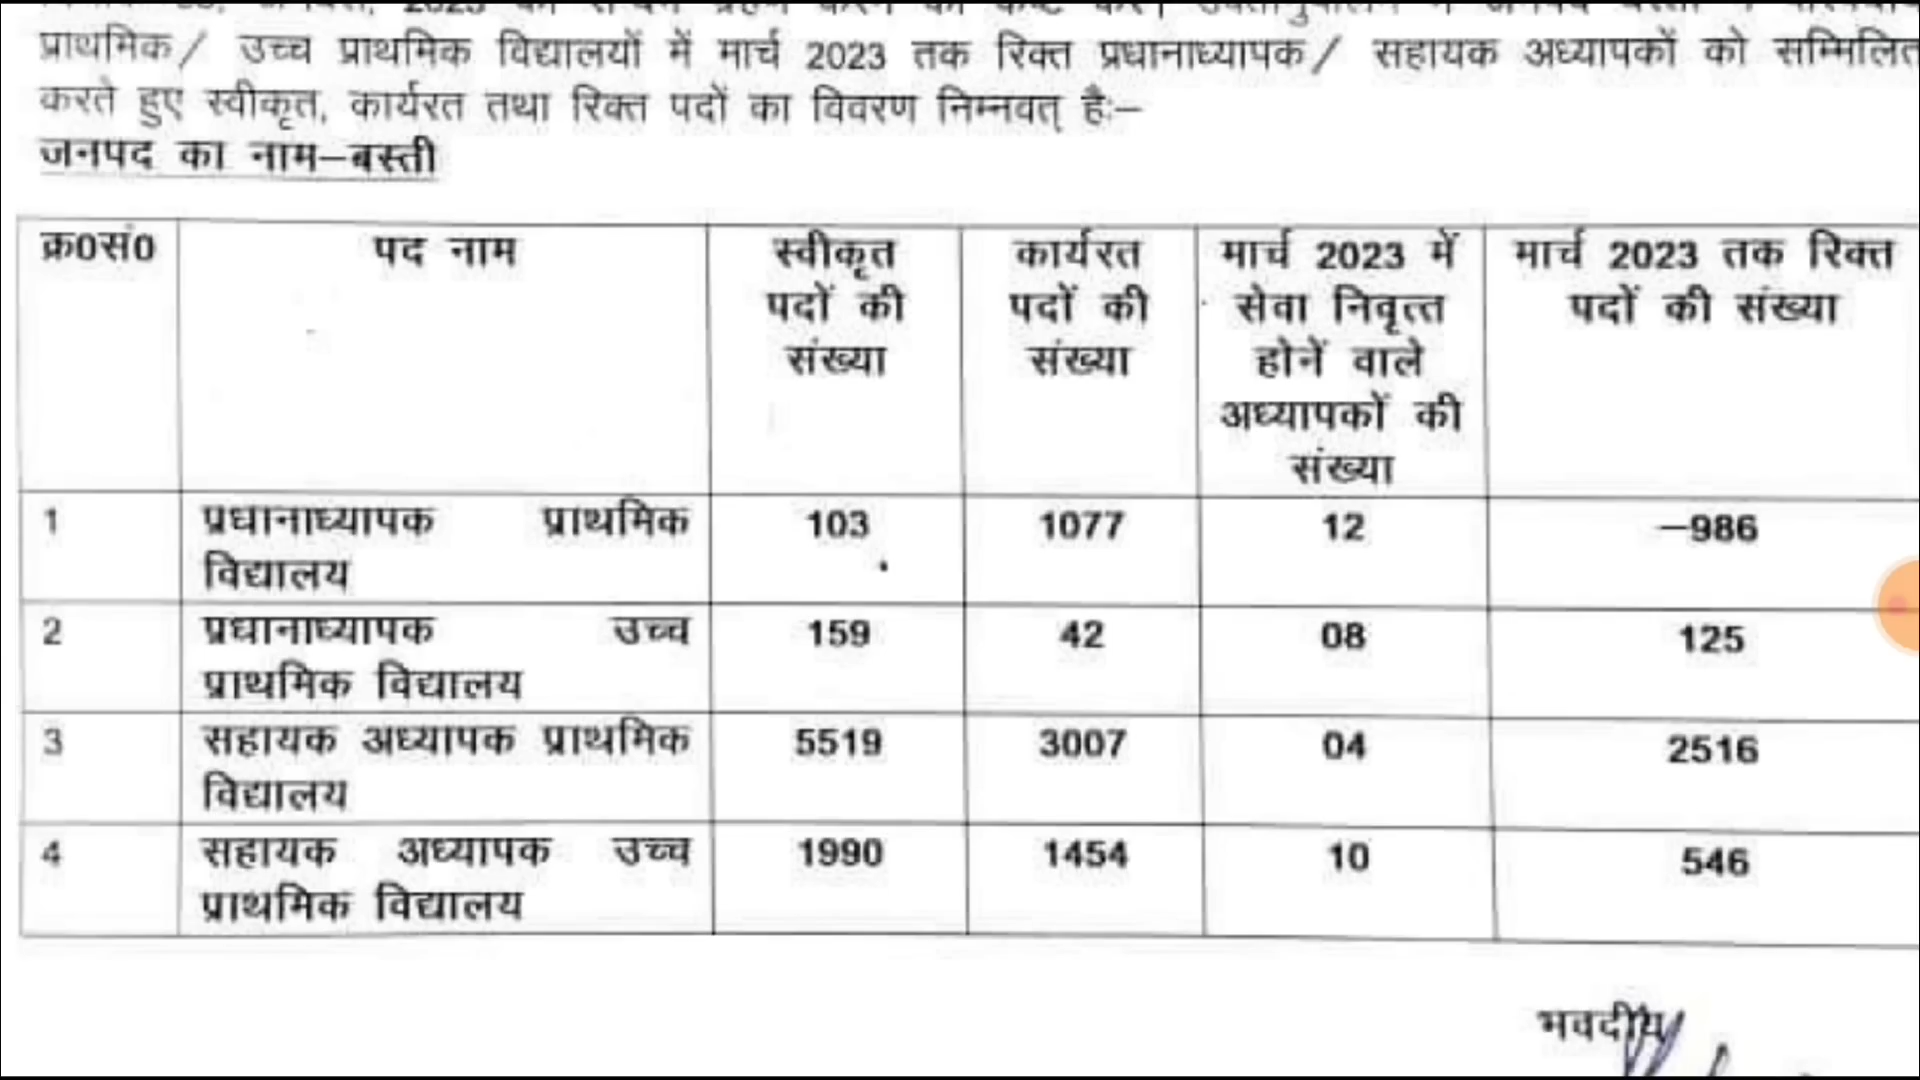 प्राथमिक/ उच्च प्राथमिक विद्यालयों में मार्च 2023 तक रिक्त प्रधानाध्यापक/ सहायक अध्यापकों को सम्मिलित
करते हुए स्वीकृत, कार्यरत तथा रिक्त पदों का विवरण निम्नवत् हैः–
जनपद का नाम–बस्ती
क्र0सं0 पद नाम स्वीकृत पदों की संख्या कार्यरत पदों की संख्या मार्च 2023 में सेवा निवृत्त होनें वाले अध्यापकों की संख्या मार्च 2023 तक रिक्त पदों की संख्या
1 प्रधानाध्यापक प्राथमिक विद्यालय 103 1077 12 –986
2 प्रधानाध्यापक उच्च प्राथमिक विद्यालय 159 42 08 125
3 सहायक अध्यापक प्राथमिक विद्यालय 5519 3007 04 2516
4 सहायक अध्यापक उच्च प्राथमिक विद्यालय 1990 1454 10 546
भवदीय